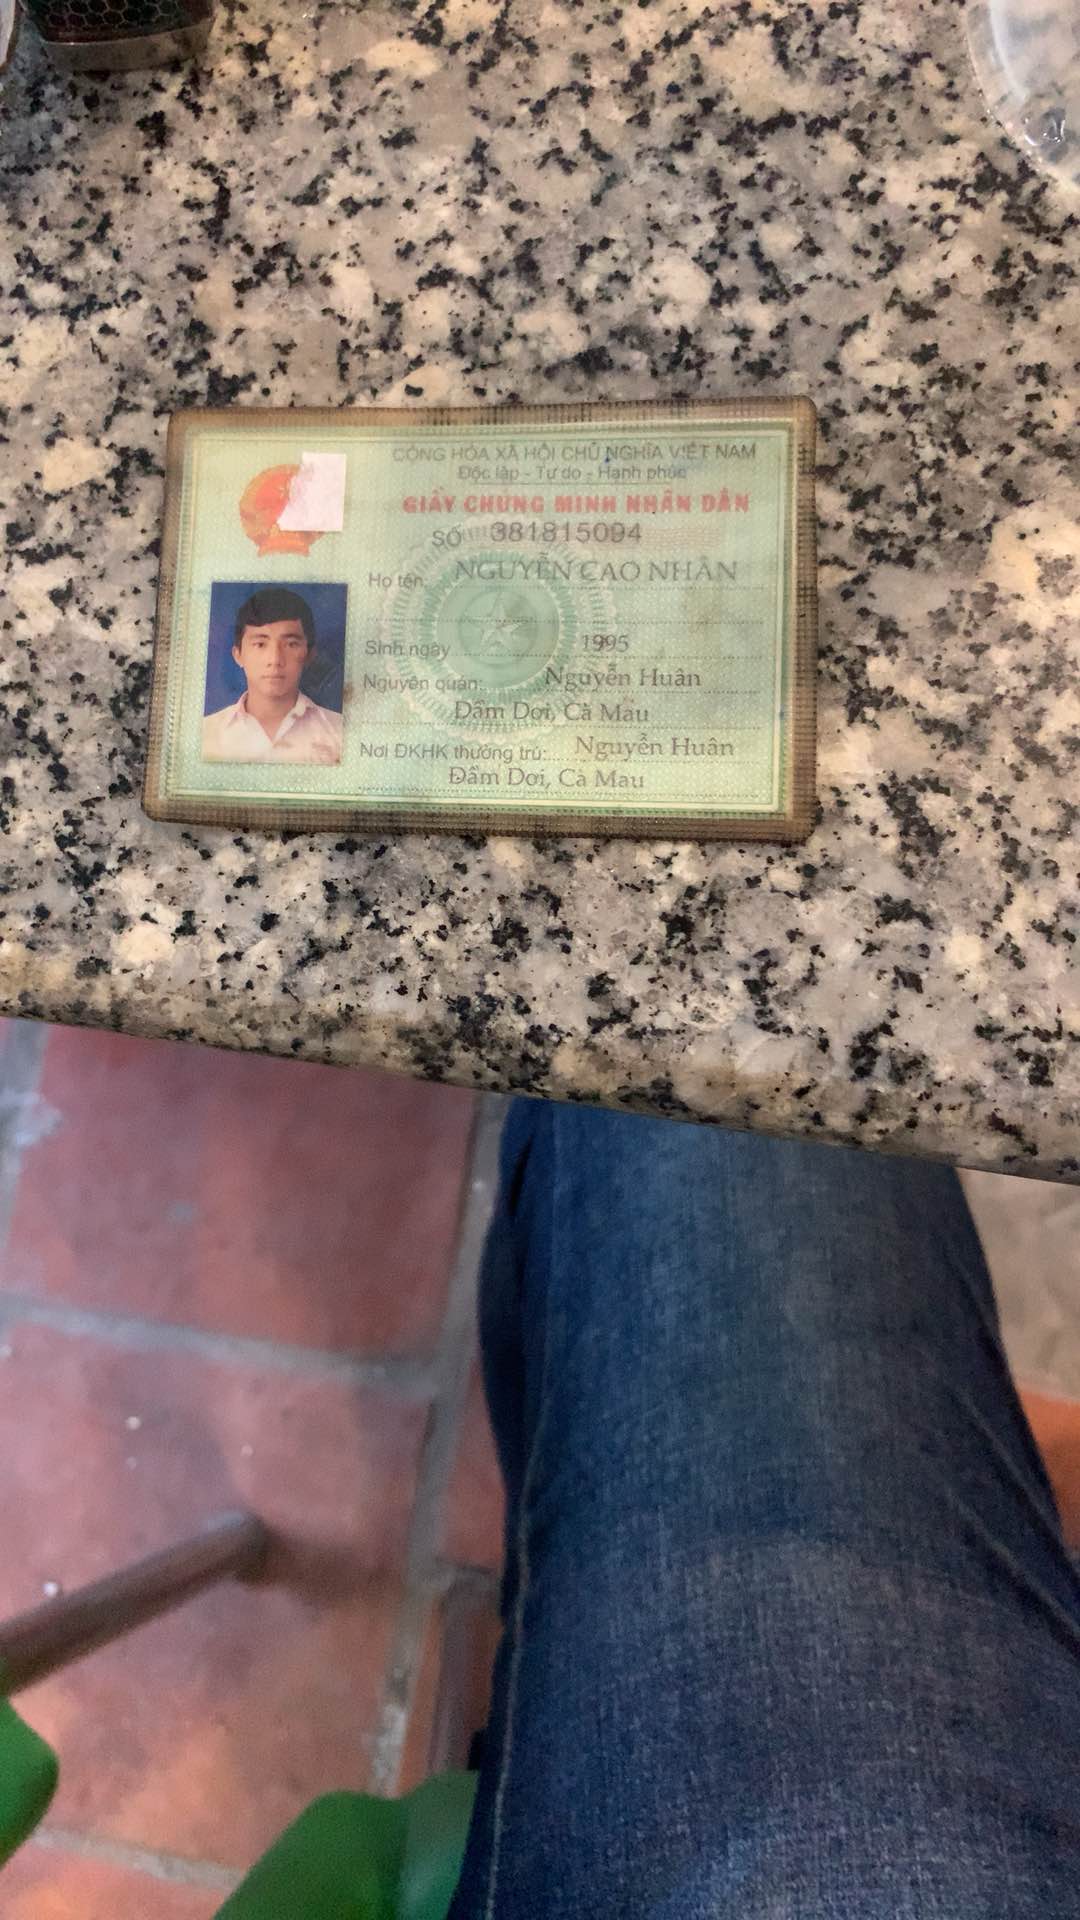 CỘNG HÒA XÃ HỘI CHỦ NGHĨA VIỆT NAM
Độc lập - Tự do - Hạnh phúc
GIẤY CHỨNG MINH NHÂN DÂN
SỐ 381815094
Họ tên: NGUYỄN CAO NHÂN
Sinh ngày 1995
Nguyên quán: Nguyễn Huân
Đầm Dơi, Cà Mau
Nơi ĐKHK thường trú: Nguyễn Huân
Đầm Dơi, Cà Mau